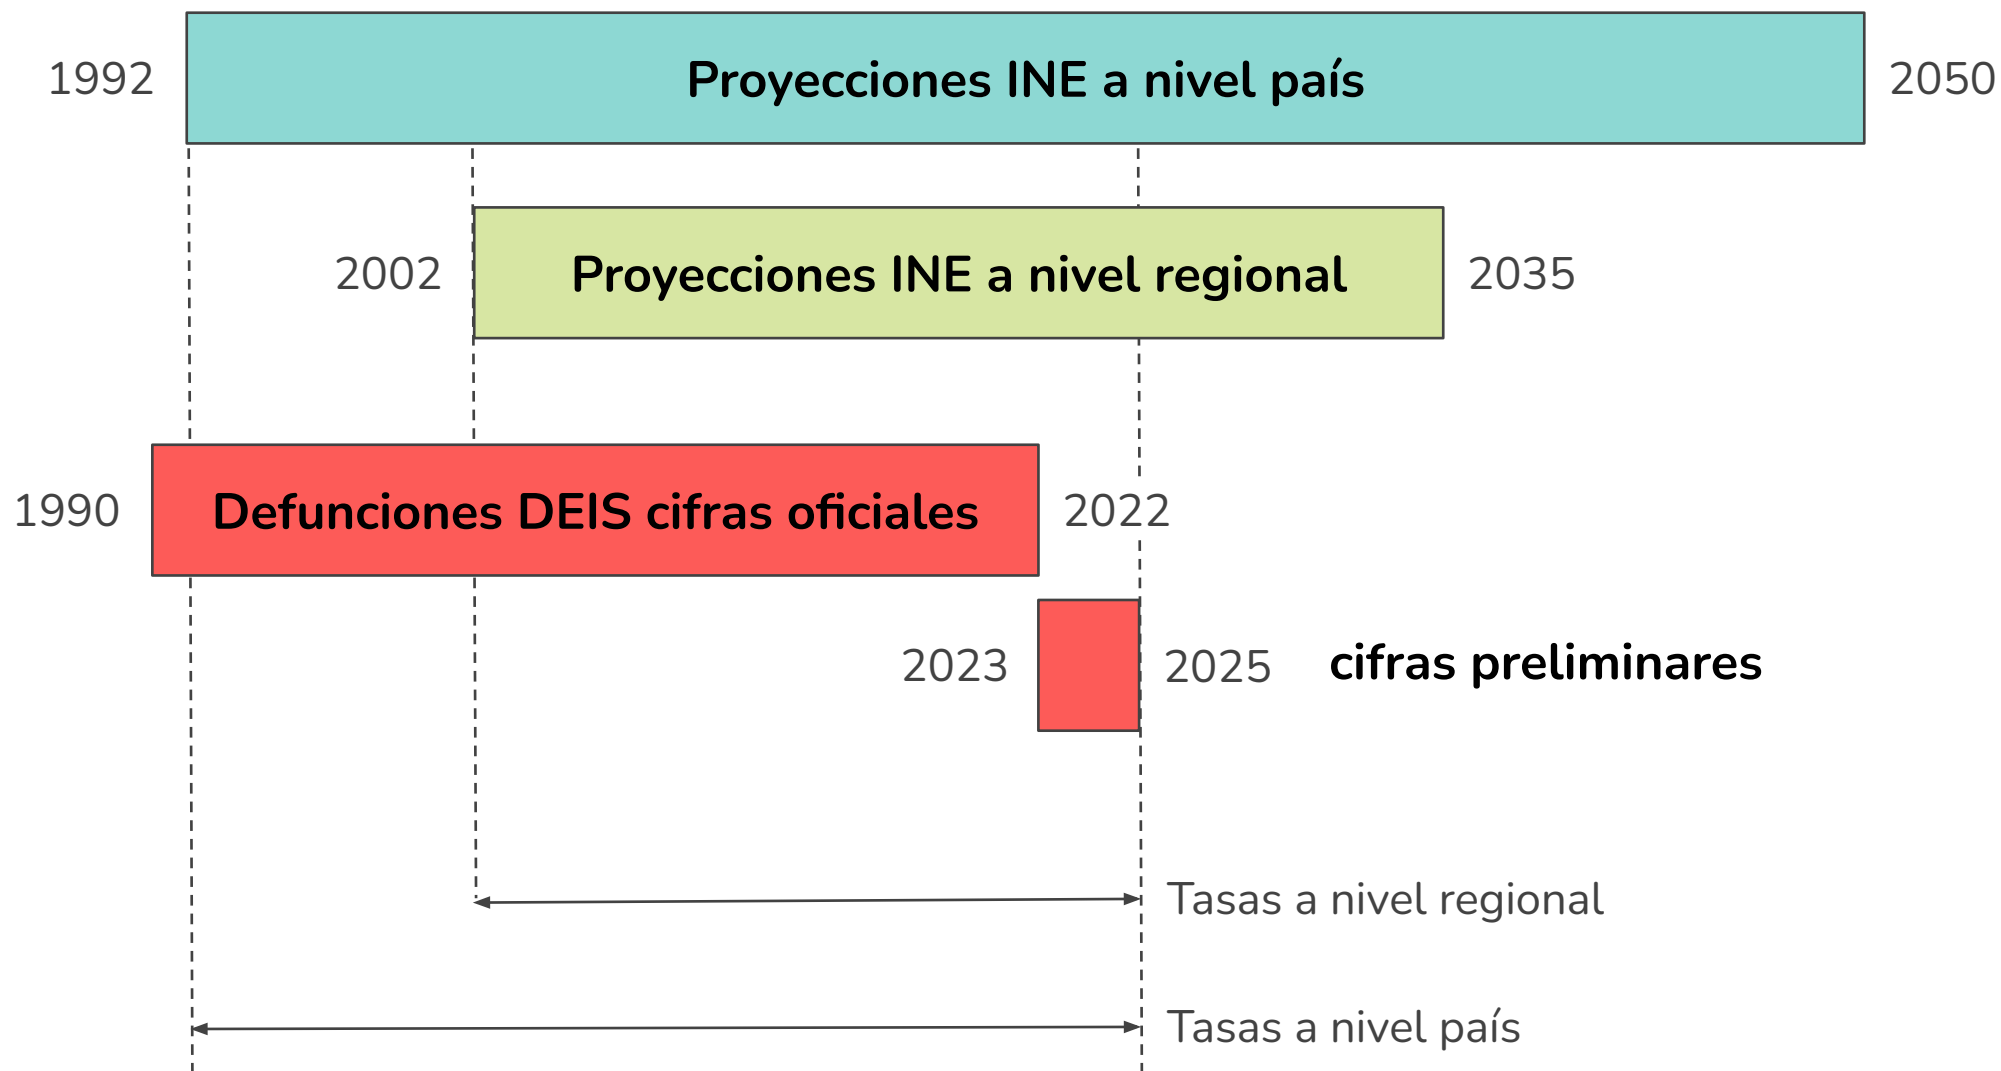 1992
Proyecciones INE a nivel país
2050
2002
Proyecciones INE a nivel regional
2035
1990
Defunciones DEIS cifras oficiales
2022
2023
2025
cifras preliminares
Tasas a nivel regional
Tasas a nivel país